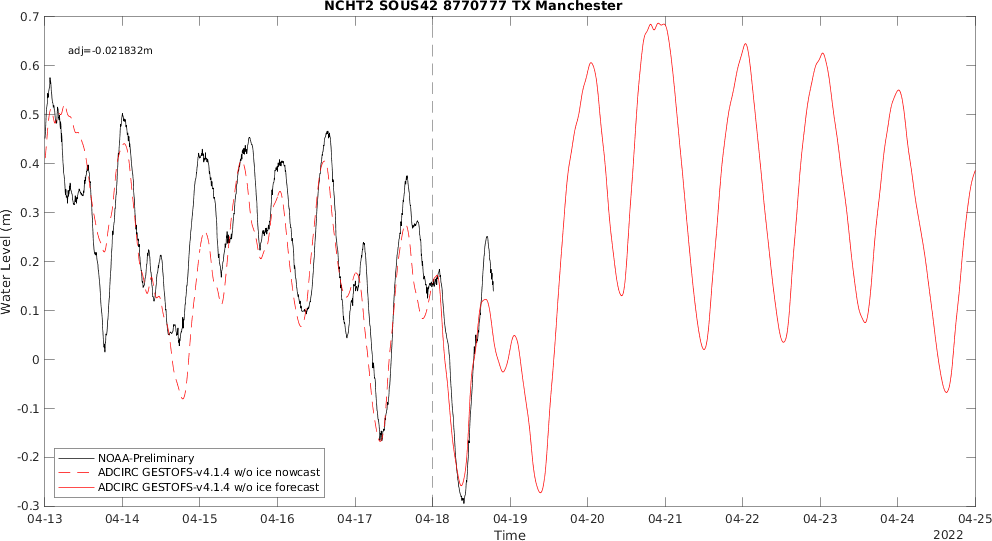 NCHT2 SOUS42 8770777 TX Manchester
adj=-0.021832m
0.7
0.6
0.5
0.4
0.3
0.2
0.1
0
-0.1
-0.2
-0.3
Water Level (m)
NOAA-Preliminary
ADCIRC GESTOFS-v4.1.4 w/o ice nowcast
ADCIRC GESTOFS-v4.1.4 w/o ice forecast
04-13 04-14 04-15 04-16 04-17 04-18 04-19 04-20 04-21 04-22 04-23 04-24 04-25
Time
2022